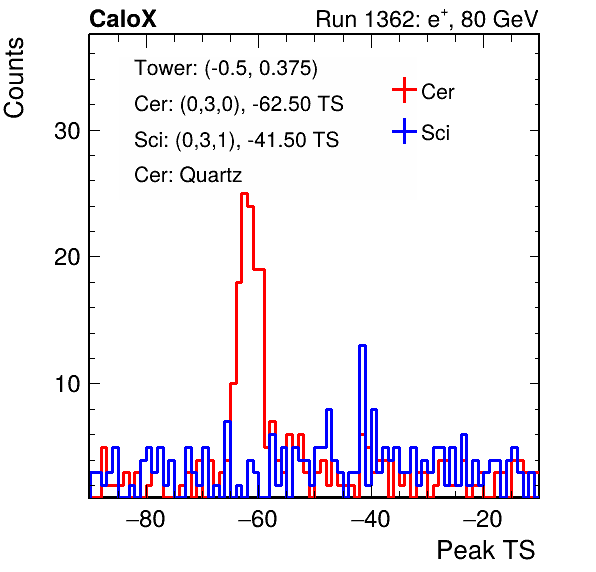 CaloX Run 1362: e+, 80 GeV
Counts
Tower: (-0.5, 0.375)
Cer: (0,3,0), -62.50 TS
Sci: (0,3,1), -41.50 TS
Cer: Quartz
Cer
Sci
30
20
10
−80 −60 −40 −20
Peak TS